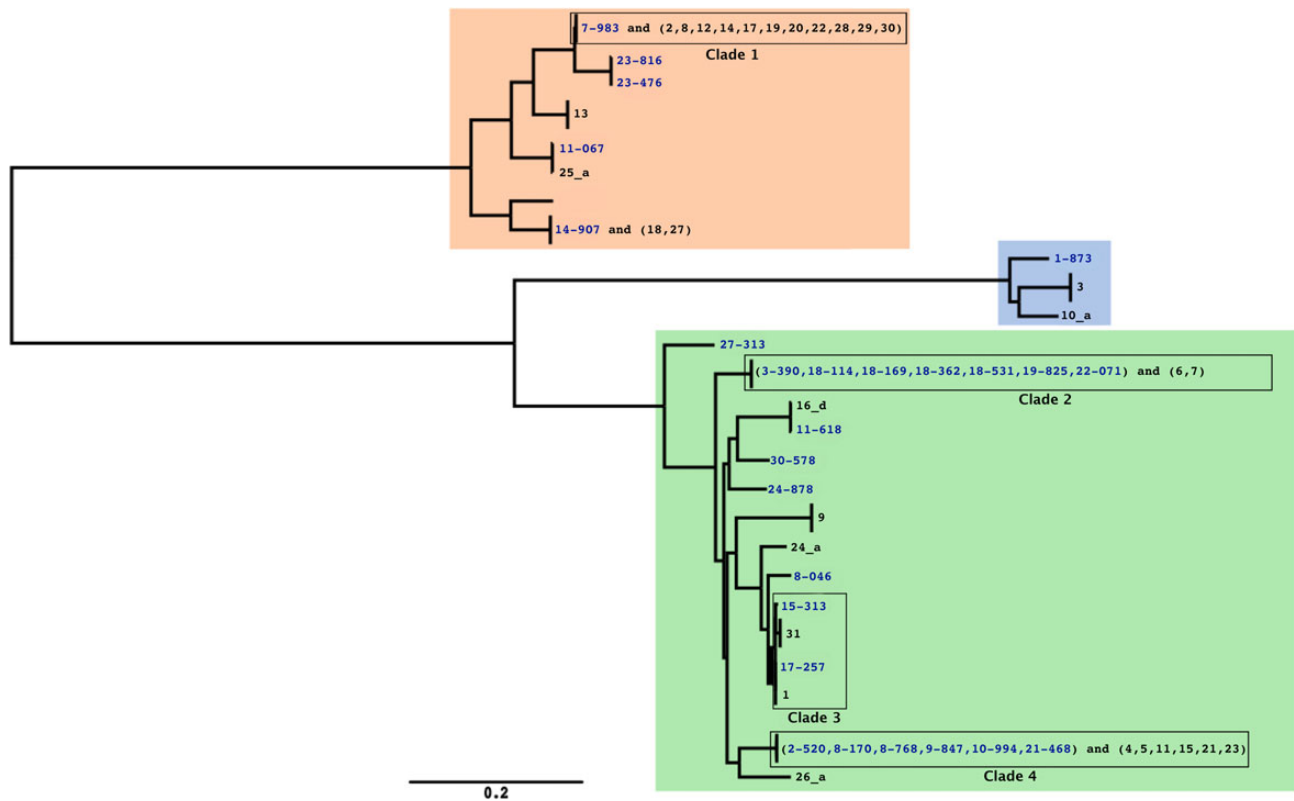 7-983 and (2,8,12,14,17,19,20,22,28,29,30)
Clade 1
23-816
23-476
13
11-067
25_a
14-907 and (18,27)
1-873
3
10_a
27-313
(3-390,18-114,18-169,18-362,18-531,19-825,22-071) and (6,7)
Clade 2
16_d
11-618
30-578
24-878
9
24_a
8-046
15-313
31
17-257
1
Clade 3
(2-520,8-170,8-768,9-847,10-994,21-468) and (4,5,11,15,21,23)
Clade 4
26_a
0.2